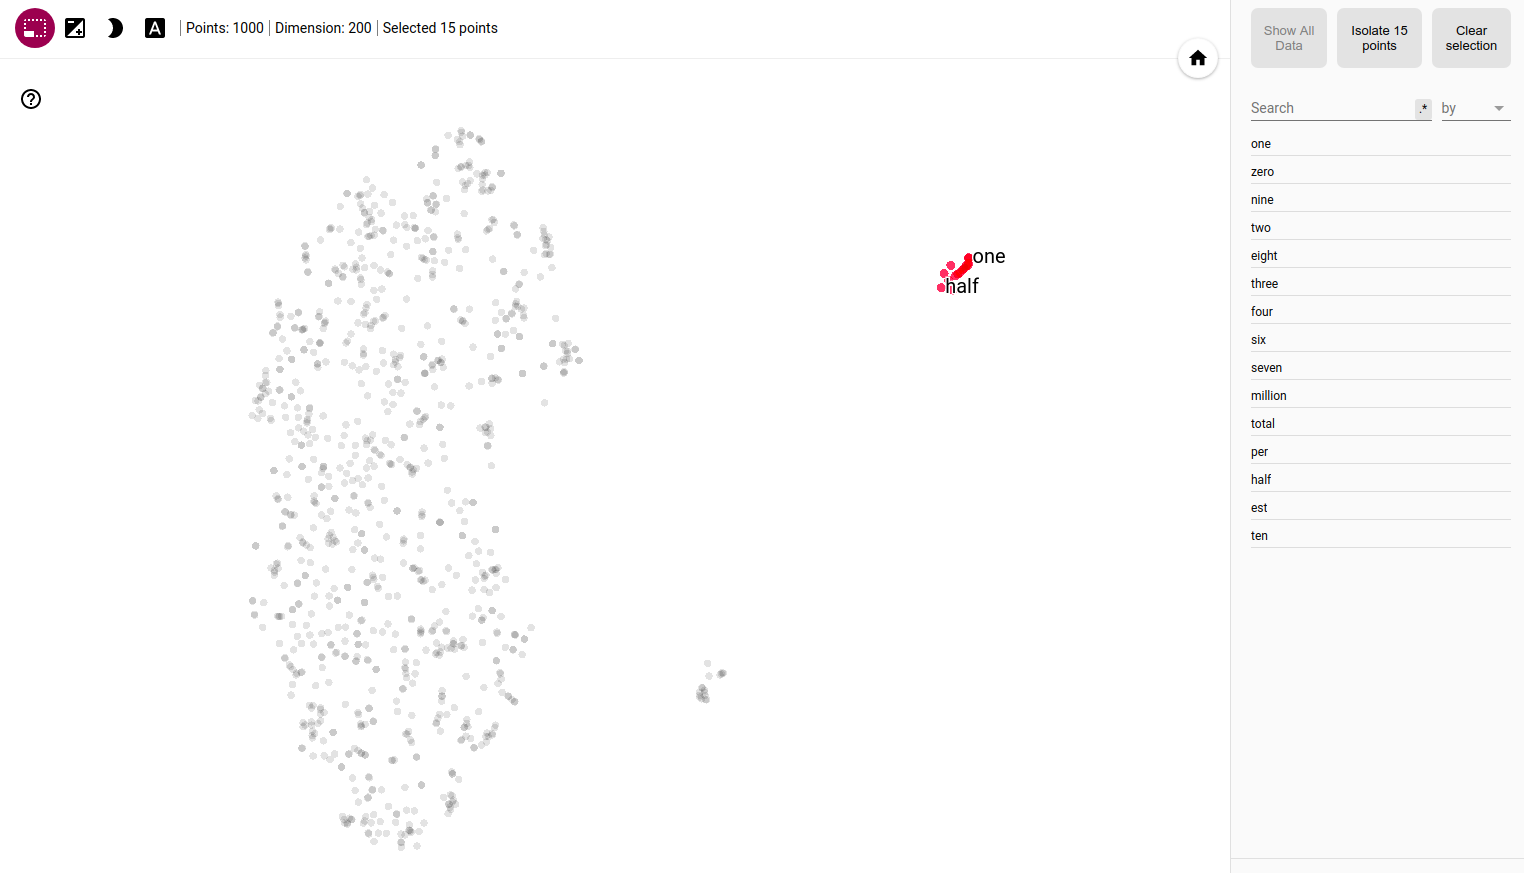 A
Points: 1000 | Dimension: 200 | Selected 15 points
Show All Data
Isolate 15 points
Clear selection
Search
.*
by
one
zero
nine
two
eight
three
four
six
seven
million
total
per
half
est
ten
one
half